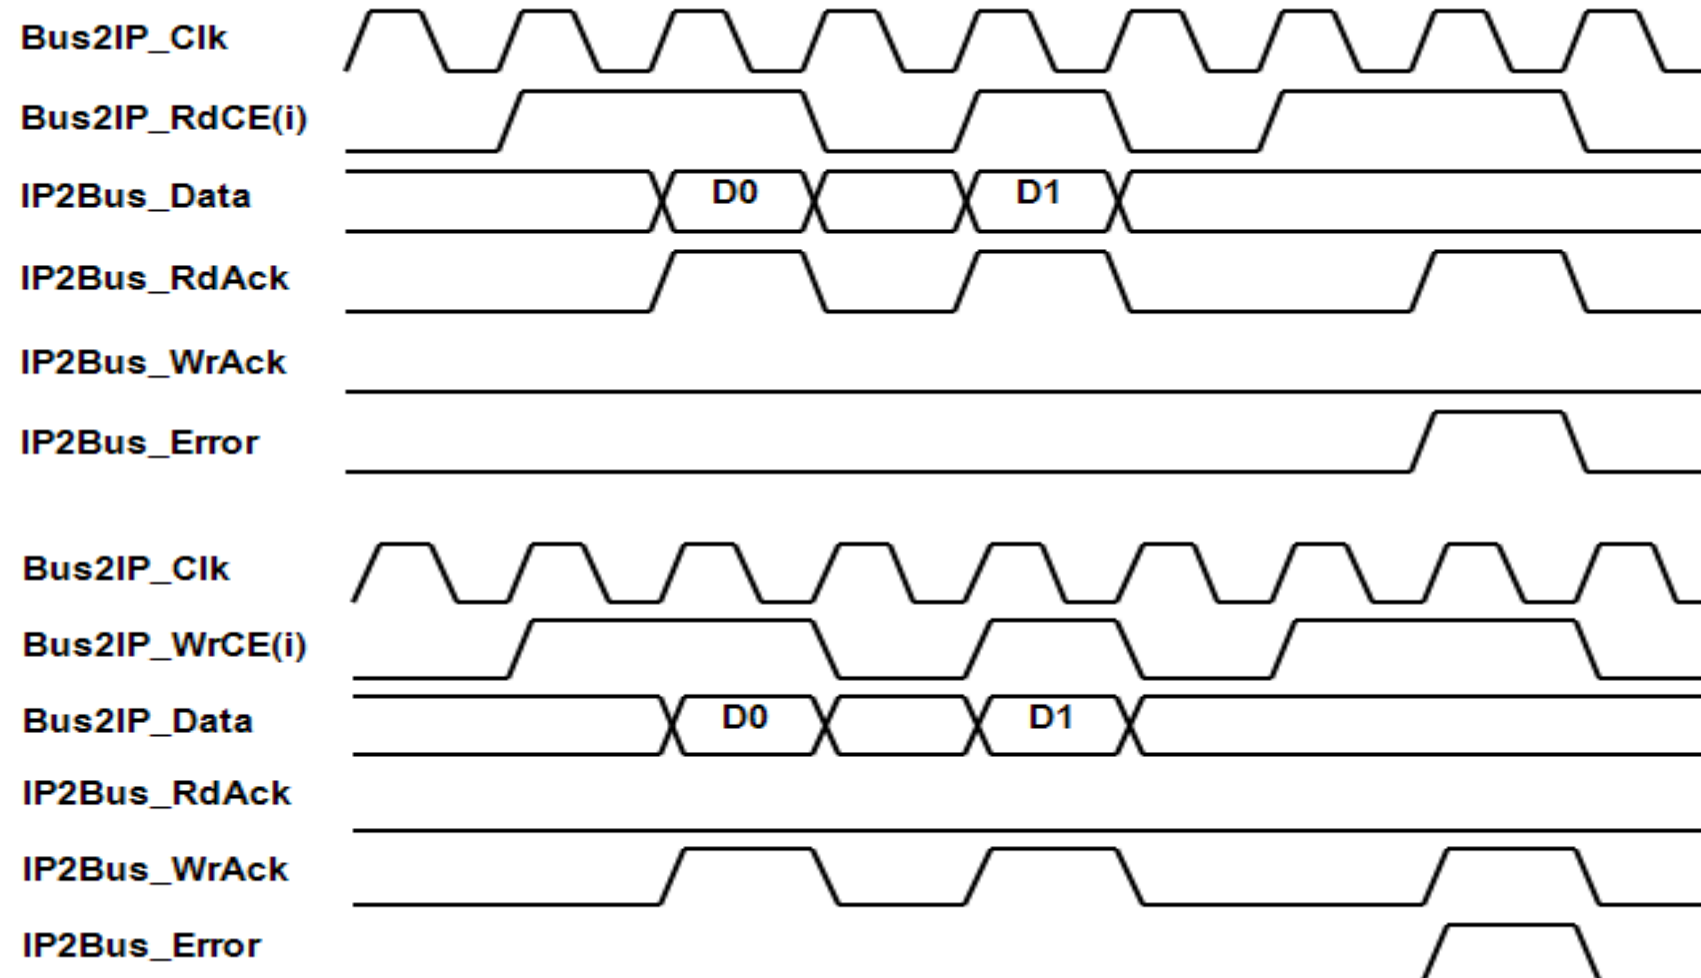 Bus2IP_Clk
Bus2IP_RdCE(i)
IP2Bus_Data D0 D1
IP2Bus_RdAck
IP2Bus_WrAck
IP2Bus_Error
Bus2IP_Clk
Bus2IP_WrCE(i)
Bus2IP_Data D0 D1
IP2Bus_RdAck
IP2Bus_WrAck
IP2Bus_Error